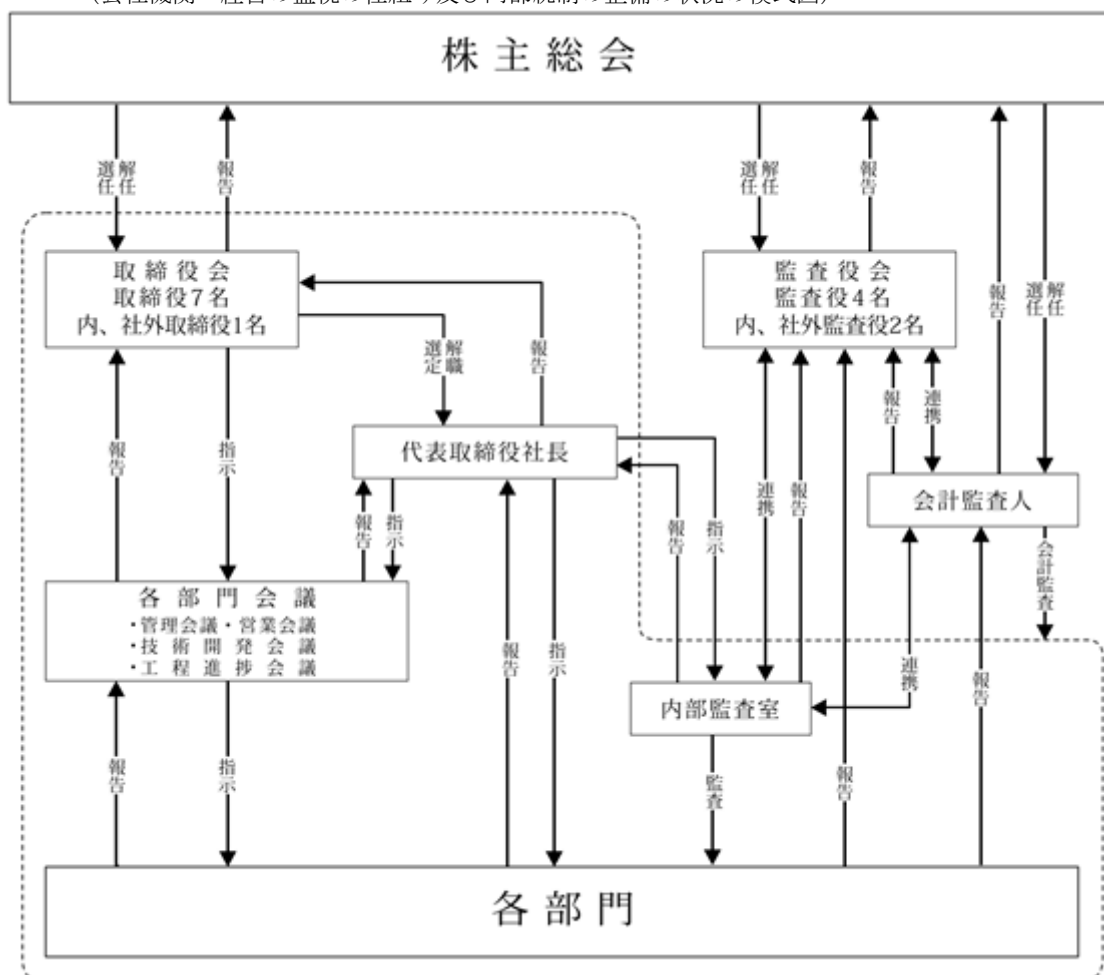 （会社機関・経営の監視の仕組み及び内部統制の整備の状況の模式図）
株主総会
選任
解任
報告
選任
解任
報告
報告
選任
解任
取締役会
取締役7名
内、社外取締役1名
監査役会
監査役4名
内、社外監査役2名
選定
解職
報告
報告
指示
代表取締役社長
報告
連携
会計監査人
報告
指示
報告
指示
連携
報告
会計監査
各部門会議
・管理会議・営業会議
・技術開発会議
・工程進捗会議
報告
指示
内部監査室
連携
報告
報告
指示
監査
報告
各部門